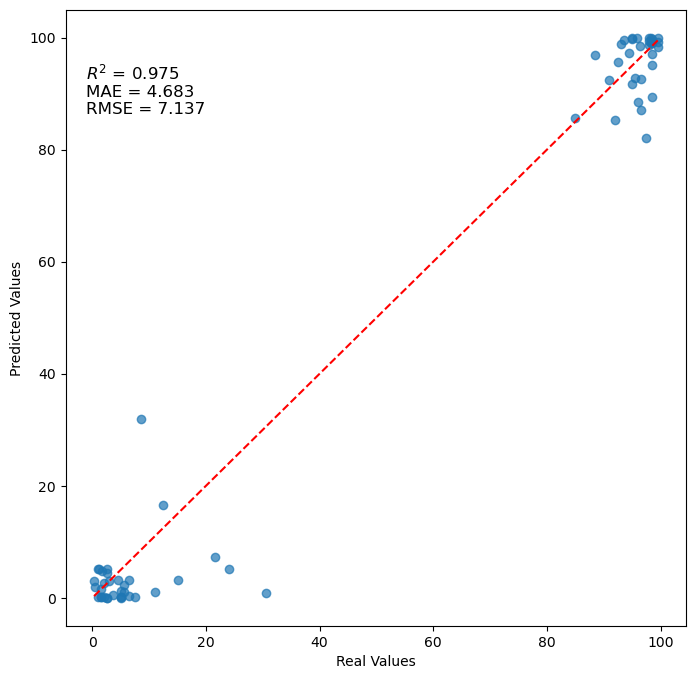 100
80
60
40
20
0
Predicted Values
R² = 0.975
MAE = 4.683
RMSE = 7.137
0 20 40 60 80 100
Real Values